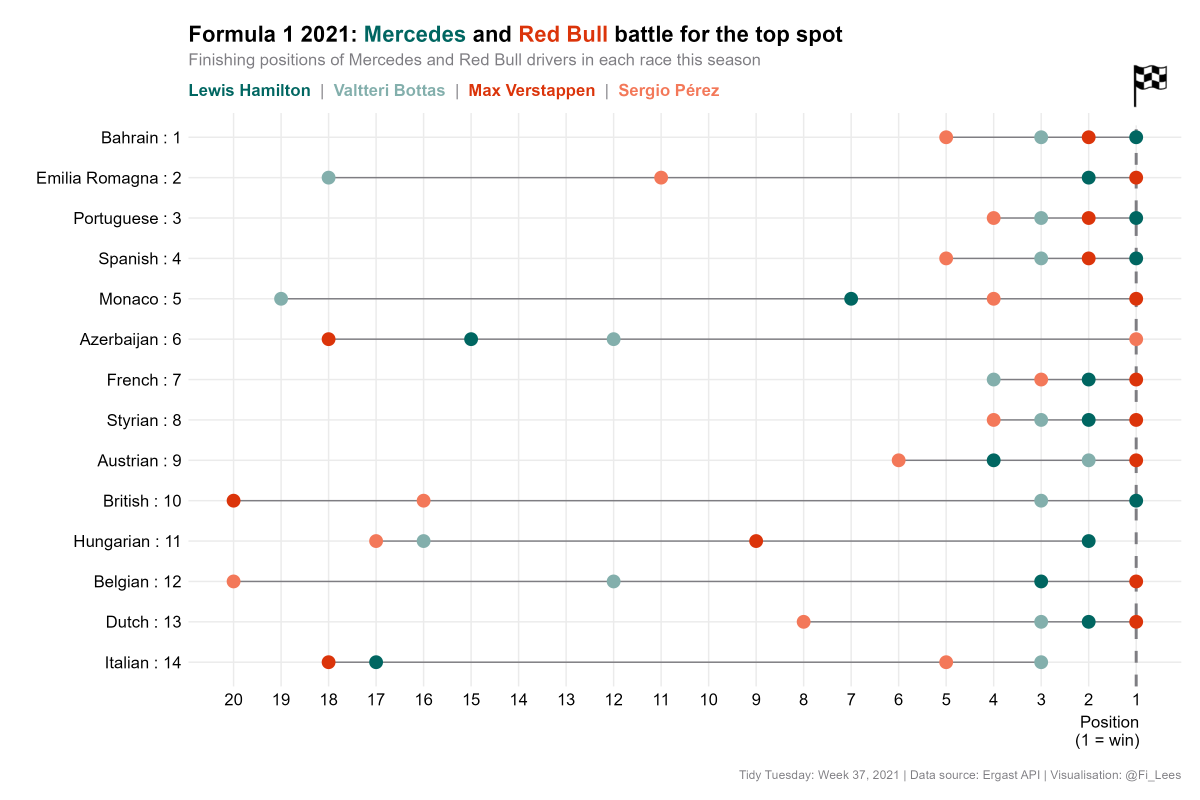 Formula 1 2021: Mercedes and Red Bull battle for the top spot
Finishing positions of Mercedes and Red Bull drivers in each race this season
Lewis Hamilton | Valtteri Bottas | Max Verstappen | Sergio Pérez
Bahrain : 1
Emilia Romagna : 2
Portuguese : 3
Spanish : 4
Monaco : 5
Azerbaijan : 6
French : 7
Styrian : 8
Austrian : 9
British : 10
Hungarian : 11
Belgian : 12
Dutch : 13
Italian : 14
20 19 18 17 16 15 14 13 12 11 10 9 8 7 6 5 4 3 2 1
Position
(1 = win)
Tidy Tuesday: Week 37, 2021 | Data source: Ergast API | Visualisation: @Fi_Lees